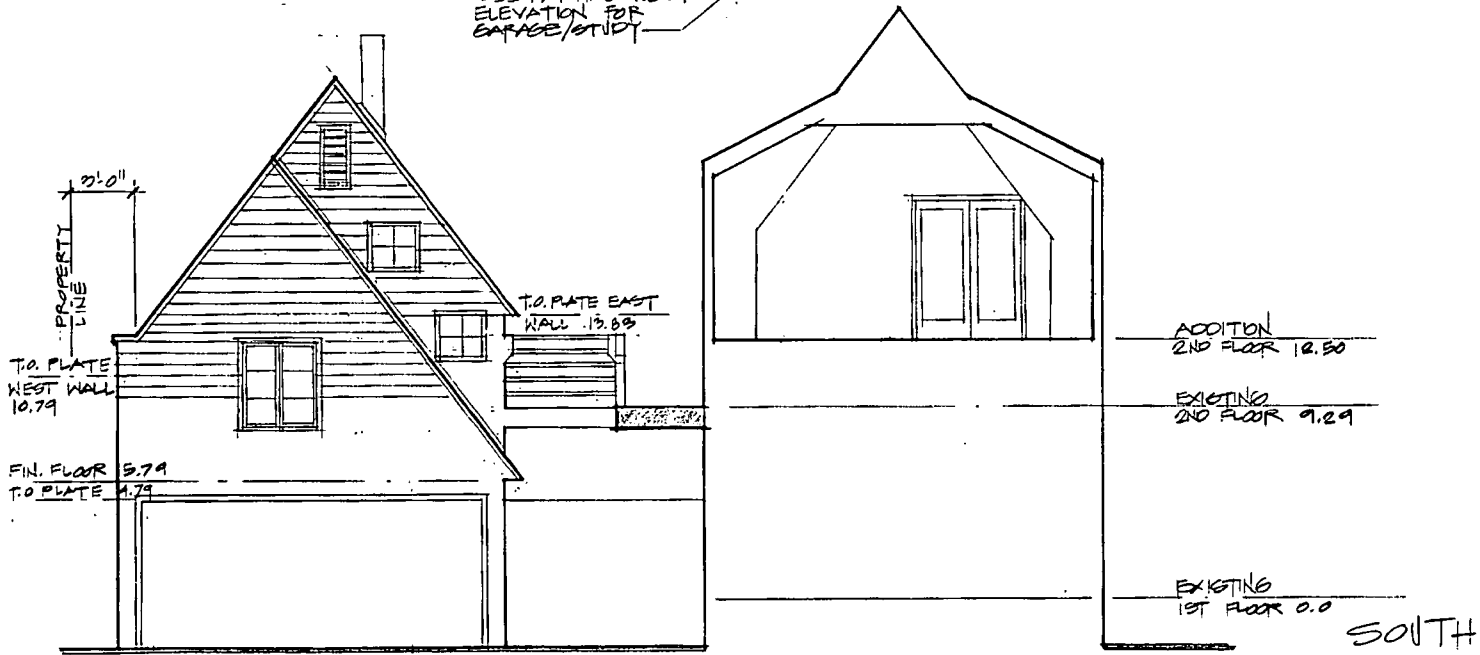 ELEVATION FOR
GARAGE/STUDY
3'-0"
PROPERTY
LINE
T.O. PLATE EAST
WALL 13.83
T.O. PLATE
WEST WALL
10.79
FIN. FLOOR 5.79
T.O PLATE 4.79
ADDITON
2ND FLOOR 12.50
EXISTING
2ND FLOOR 9.29
EXISTING
1ST FLOOR 0.0
SOUTH